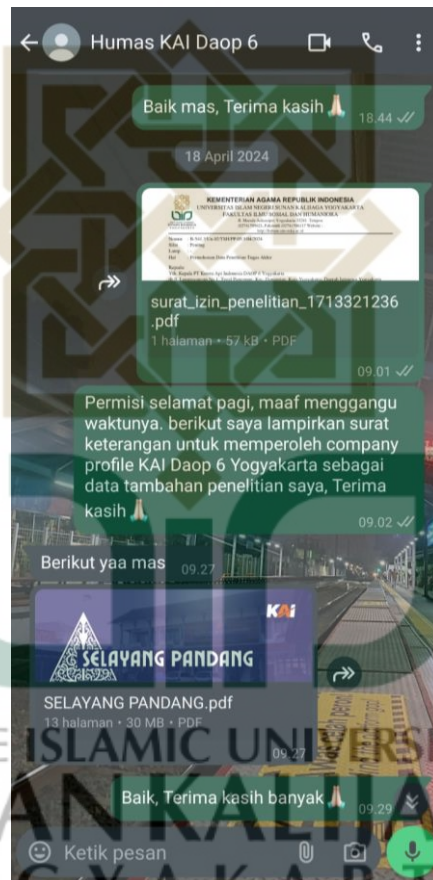 Humas KAI Daop 6
Baik mas, Terima kasih 🙏🏻
18.44
18 April 2024
KEMENTERIAN AGAMA REPUBLIK INDONESIA
UNIVERSITAS ISLAM NEGERI SUNAN KALIJAGA YOGYAKARTA
FAKULTAS ILMU SOSIAL DAN HUMANIORA
surat_izin_penelitian_1713321236
.pdf
1 halaman • 57 kB • PDF
09.01
Permisi selamat pagi, maaf menggangu
waktunya. berikut saya lampirkan surat
keterangan untuk memperoleh company
profile KAI Daop 6 Yogyakarta sebagai
data tambahan penelitian saya, Terima
kasih 🙏🏻
09.02
Berikut yaa mas
09.27
KAI
SELAYANG PANDANG
SELAYANG PANDANG.pdf
13 halaman • 30 MB • PDF
09.27
E ISLAMIC UNIVERSI
Baik, Terima kasih banyak 🙏🏻
09.29
AN KALIJA
Ketik pesan
G Y A K A R T